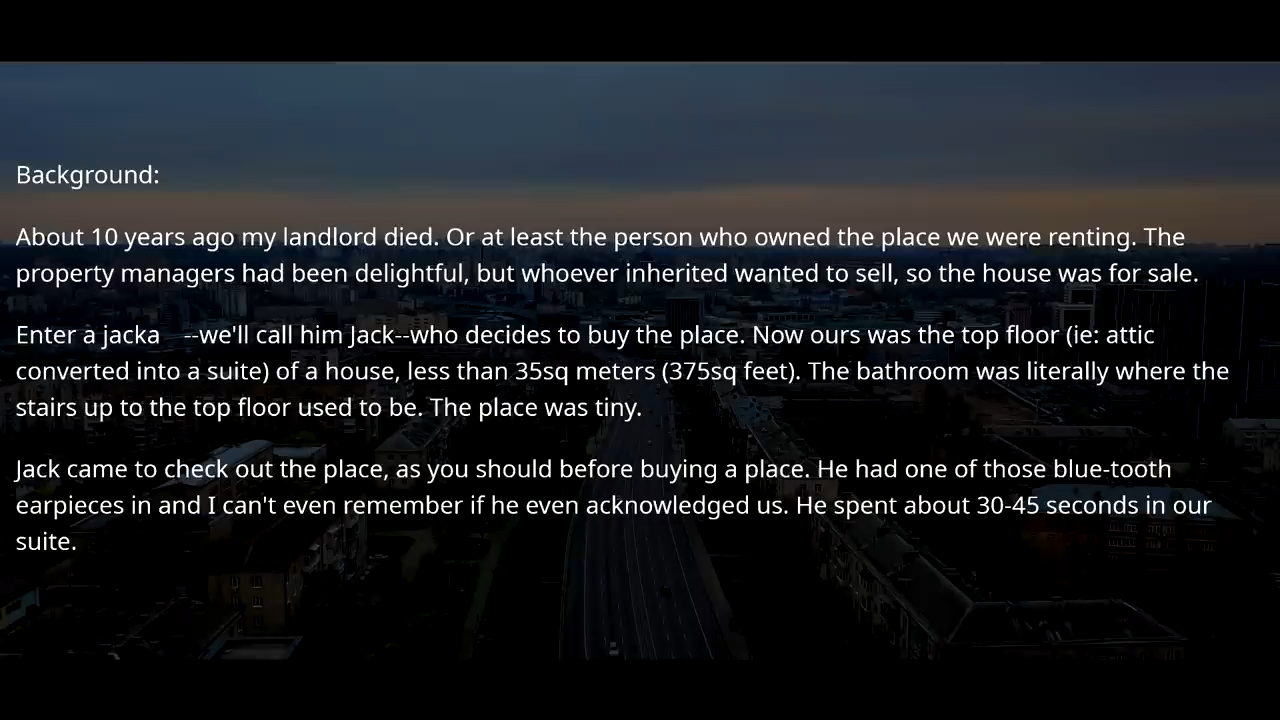 Background:
About 10 years ago my landlord died. Or at least the person who owned the place we were renting. The
property managers had been delightful, but whoever inherited wanted to sell, so the house was for sale.
Enter a jacka    --we'll call him Jack--who decides to buy the place. Now ours was the top floor (ie: attic
converted into a suite) of a house, less than 35sq meters (375sq feet). The bathroom was literally where the
stairs up to the top floor used to be. The place was tiny.
Jack came to check out the place, as you should before buying a place. He had one of those blue-tooth
earpieces in and I can't even remember if he even acknowledged us. He spent about 30-45 seconds in our
suite.